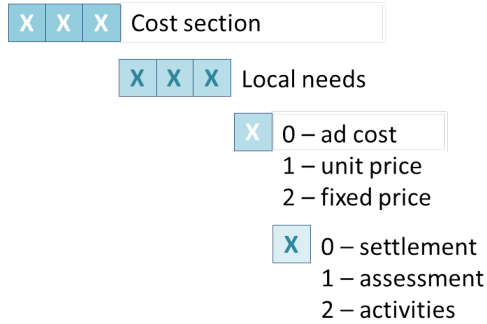 X X X Cost section
X X X Local needs
X 0 – ad cost
1 – unit price
2 – fixed price
X 0 – settlement
1 – assessment
2 – activities